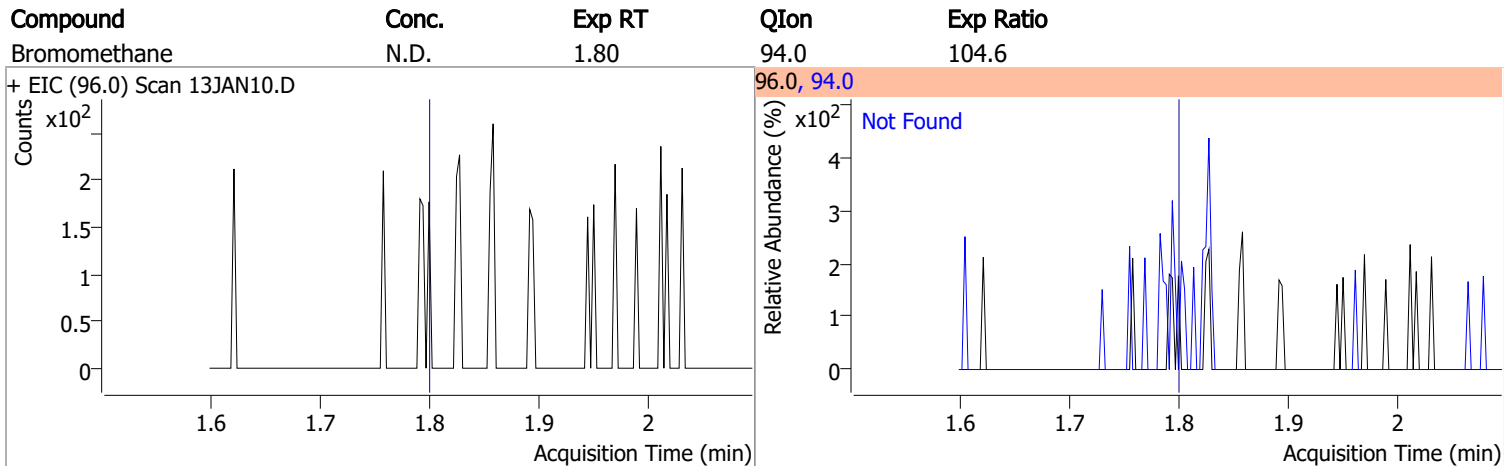 Compound Conc. Exp RT QIon Exp Ratio
Bromomethane N.D. 1.80 94.0 104.6
+ EIC (96.0) Scan 13JAN10.D
Counts
x10²
2
1.5
1
0.5
0
1.6 1.7 1.8 1.9 2
Acquisition Time (min)
96.0, 94.0
Relative Abundance (%)
x10²
Not Found
4
3
2
1
0
1.6 1.7 1.8 1.9 2
Acquisition Time (min)